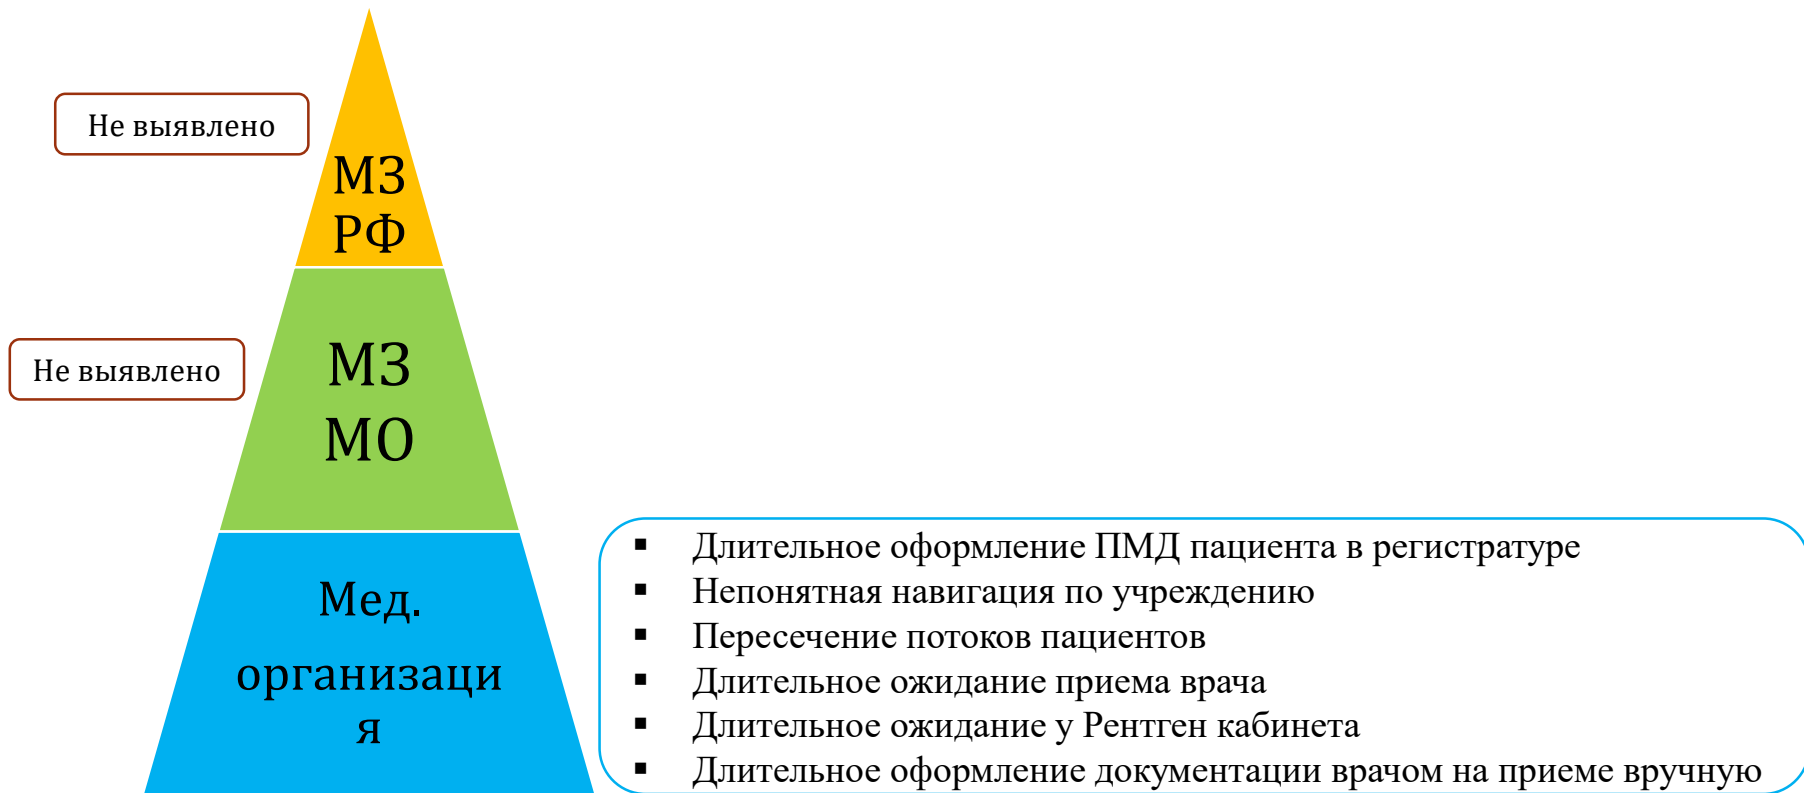 Не выявлено
МЗ
РФ
Не выявлено
МЗ
МО
Мед.
организаци
я
▪ Длительное оформление ПМД пациента в регистратуре
▪ Непонятная навигация по учреждению
▪ Пересечение потоков пациентов
▪ Длительное ожидание приема врача
▪ Длительное ожидание у Рентген кабинета
▪ Длительное оформление документации врачом на приеме вручную